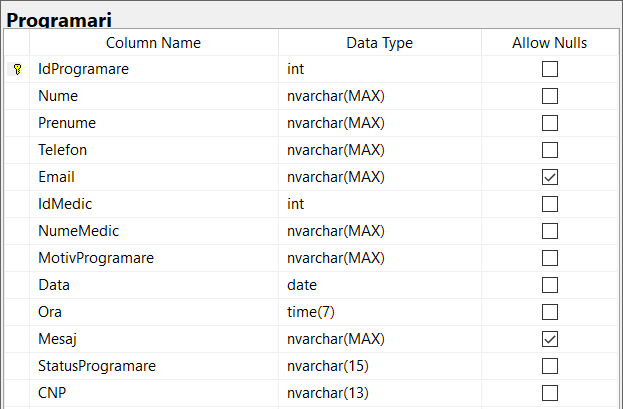 Programari
Column Name Data Type Allow Nulls
IdProgramare int
Nume nvarchar(MAX)
Prenume nvarchar(MAX)
Telefon nvarchar(MAX)
Email nvarchar(MAX)
IdMedic int
NumeMedic nvarchar(MAX)
MotivProgramare nvarchar(MAX)
Data date
Ora time(7)
Mesaj nvarchar(MAX)
StatusProgramare nvarchar(15)
CNP nvarchar(13)